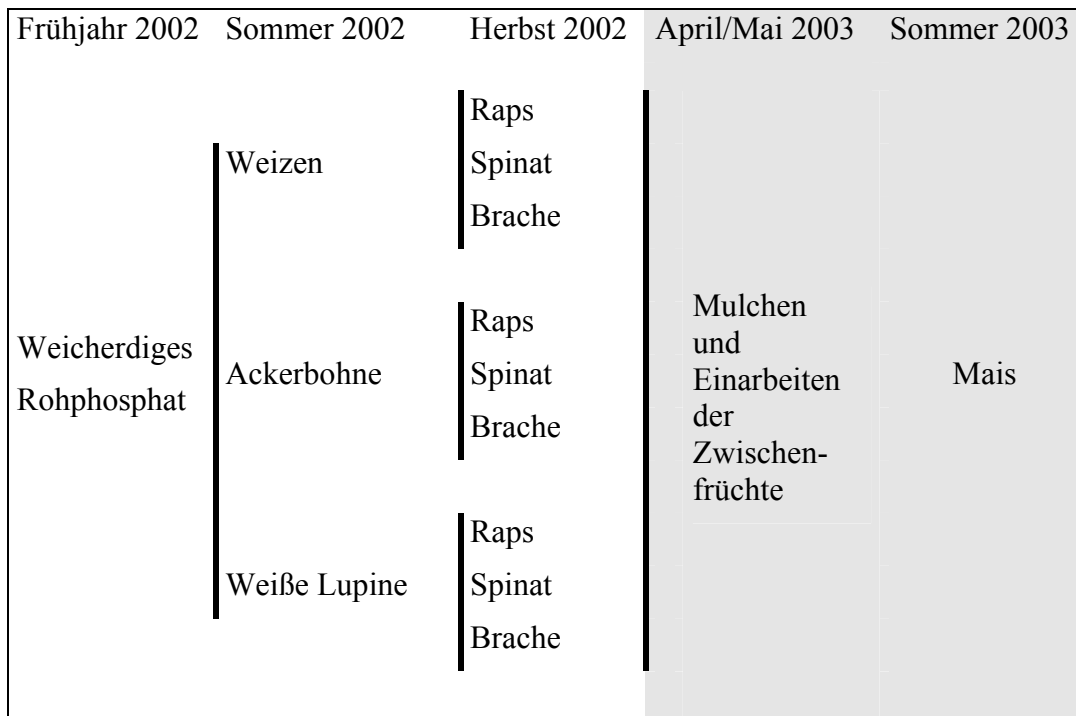 Frühjahr 2002 Sommer 2002 Herbst 2002 April/Mai 2003 Sommer 2003
Raps
Weizen Spinat
Brache
Raps
Mulchen
und
Weicherdiges
Rohphosphat
Ackerbohne Spinat
Einarbeiten
Mais
Brache
der
Zwischen-
früchte
Raps
Weiße Lupine Spinat
Brache